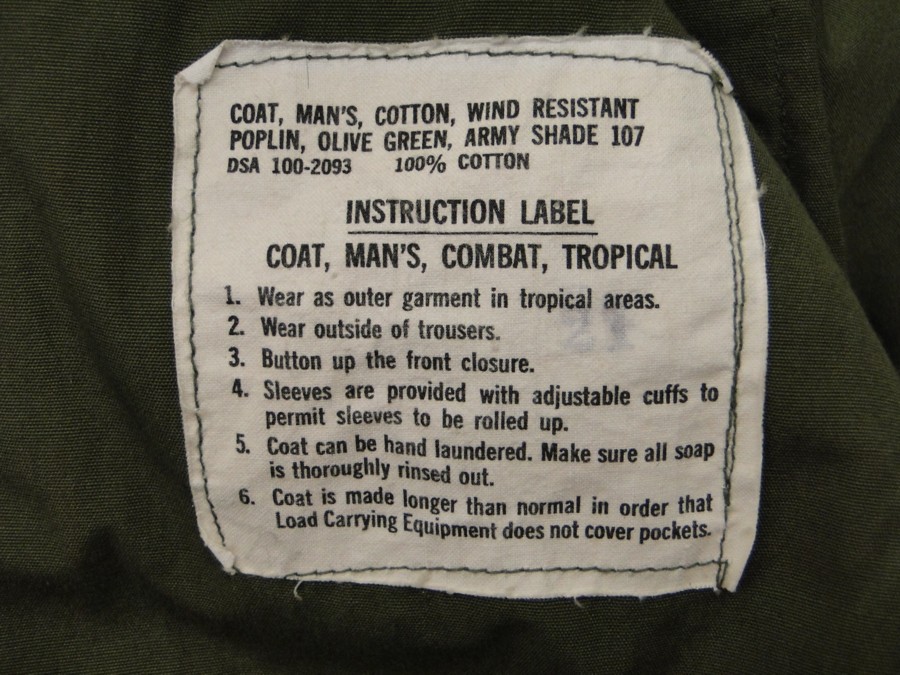 COAT, MAN'S, COTTON, WIND RESISTANT
POPLIN, OLIVE GREEN, ARMY SHADE 107
DSA 100-2093 100% COTTON
INSTRUCTION LABEL
COAT, MAN'S, COMBAT, TROPICAL
1. Wear as outer garment in tropical areas.
2. Wear outside of trousers.
3. Button up the front closure.
4. Sleeves are provided with adjustable cuffs to
permit sleeves to be rolled up.
5. Coat can be hand laundered. Make sure all soap
is thoroughly rinsed out.
6. Coat is made longer than normal in order that
Load Carrying Equipment does not cover pockets.